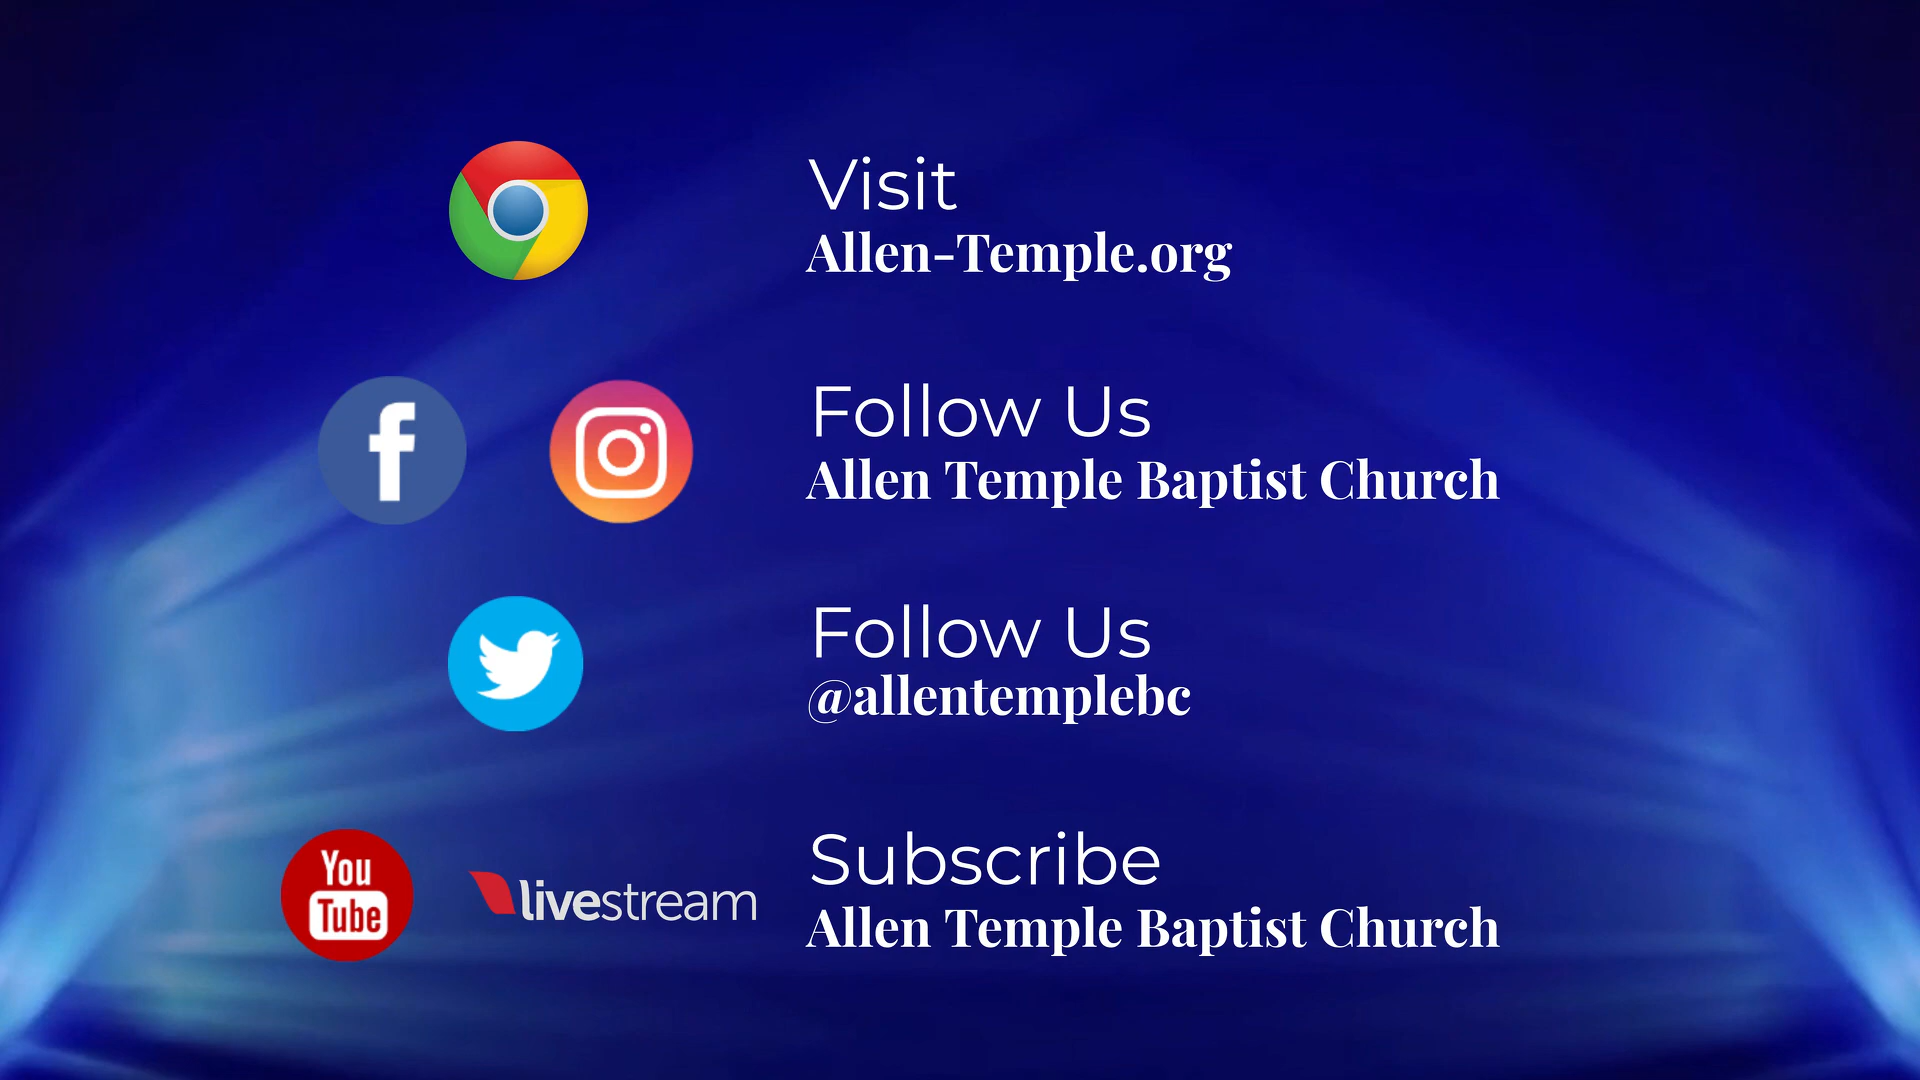 Visit
Allen-Temple.org
f
Follow Us
Allen Temple Baptist Church
Follow Us
@allentemplebc
You
Tube
livestream
Subscribe
Allen Temple Baptist Church